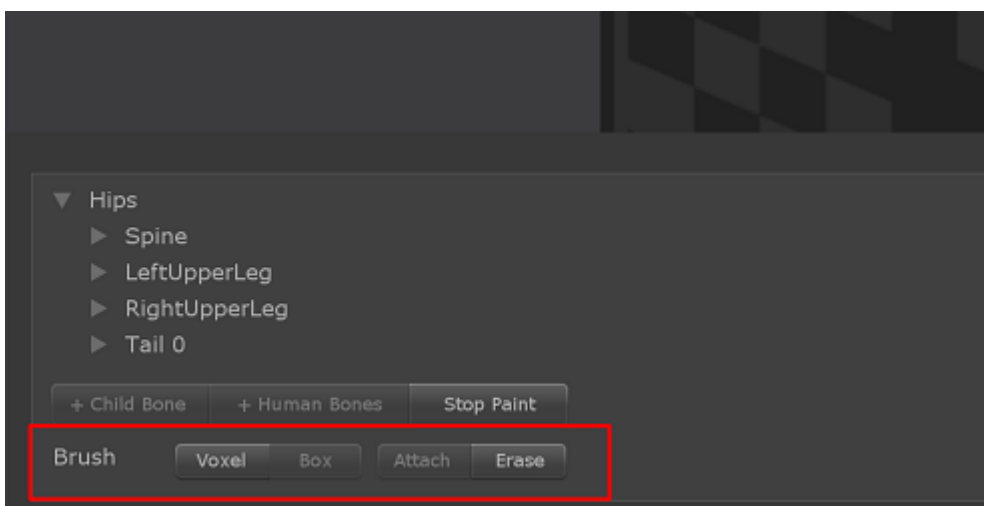 Hips
Spine
LeftUpperLeg
RightUpperLeg
Tail 0
+ Child Bone + Human Bones Stop Paint
Brush Voxel Box Attach Erase